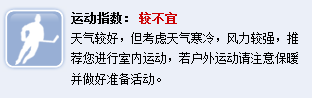 运动指数： 较不宜
天气较好，但考虑天气寒冷，风力较强，推
荐您进行室内运动，若户外运动请注意保暖
并做好准备活动。